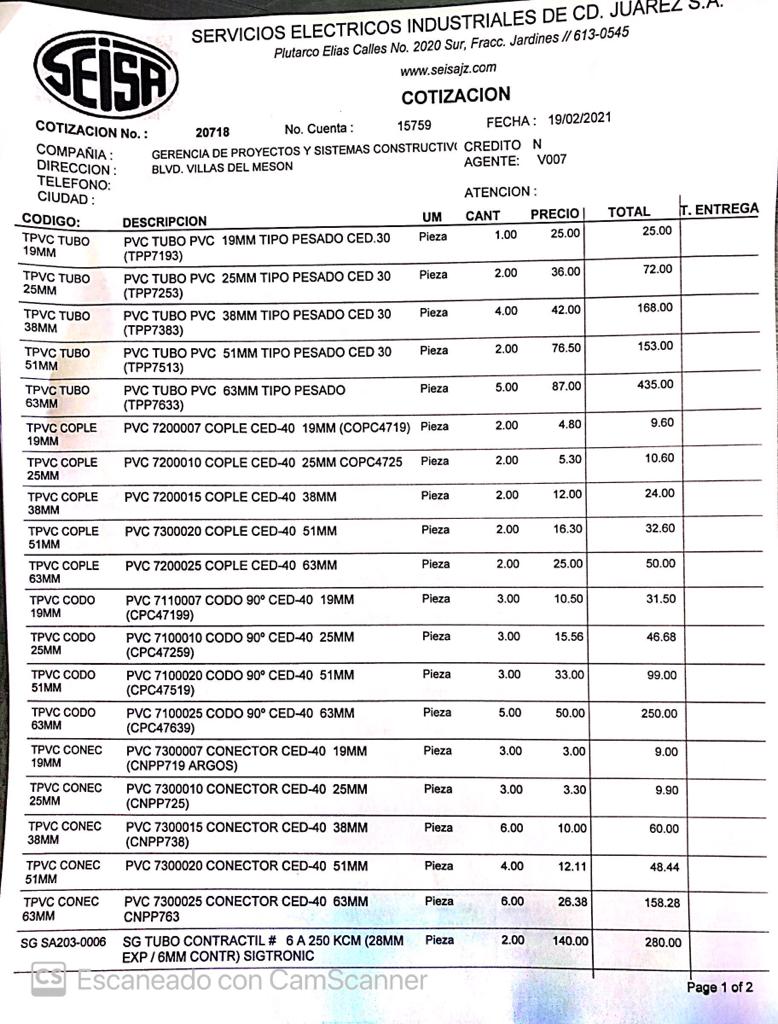 SERVICIOS ELECTRICOS INDUSTRIALES DE CD. JUAREZ S.A.
Plutarco Elias Calles No. 2020 Sur, Fracc. Jardines // 613-0545
SEISA
www.seisajz.com
COTIZACION
COTIZACION No. : 20718 No. Cuenta : 15759 FECHA : 19/02/2021
COMPAÑIA : GERENCIA DE PROYECTOS Y SISTEMAS CONSTRUCTIV CREDITO N
DIRECCION : BLVD. VILLAS DEL MESON AGENTE: V007
TELEFONO:
CIUDAD : ATENCION :
CODIGO: DESCRIPCION UM CANT PRECIO TOTAL T. ENTREGA
TPVC TUBO PVC TUBO PVC 19MM TIPO PESADO CED.30 Pieza 1.00 25.00 25.00
19MM (TPP7193)
TPVC TUBO PVC TUBO PVC 25MM TIPO PESADO CED 30 Pieza 2.00 36.00 72.00
25MM (TPP7253)
TPVC TUBO PVC TUBO PVC 38MM TIPO PESADO CED 30 Pieza 4.00 42.00 168.00
38MM (TPP7383)
TPVC TUBO PVC TUBO PVC 51MM TIPO PESADO CED 30 Pieza 2.00 76.50 153.00
51MM (TPP7513)
TPVC TUBO PVC TUBO PVC 63MM TIPO PESADO Pieza 5.00 87.00 435.00
63MM (TPP7633)
TPVC COPLE PVC 7200007 COPLE CED-40 19MM (COPC4719) Pieza 2.00 4.80 9.60
19MM
TPVC COPLE PVC 7200010 COPLE CED-40 25MM COPC4725 Pieza 2.00 5.30 10.60
25MM
TPVC COPLE PVC 7200015 COPLE CED-40 38MM Pieza 2.00 12.00 24.00
38MM
TPVC COPLE PVC 7300020 COPLE CED-40 51MM Pieza 2.00 16.30 32.60
51MM
TPVC COPLE PVC 7200025 COPLE CED-40 63MM Pieza 2.00 25.00 50.00
63MM
TPVC CODO PVC 7110007 CODO 90º CED-40 19MM Pieza 3.00 10.50 31.50
19MM (CPC47199)
TPVC CODO PVC 7100010 CODO 90º CED-40 25MM Pieza 3.00 15.56 46.68
25MM (CPC47259)
TPVC CODO PVC 7100020 CODO 90º CED-40 51MM Pieza 3.00 33.00 99.00
51MM (CPC47519)
TPVC CODO PVC 7100025 CODO 90º CED-40 63MM Pieza 5.00 50.00 250.00
63MM (CPC47639)
TPVC CONEC PVC 7300007 CONECTOR CED-40 19MM Pieza 3.00 3.00 9.00
19MM (CNPP719 ARGOS)
TPVC CONEC PVC 7300010 CONECTOR CED-40 25MM Pieza 3.00 3.30 9.90
25MM (CNPP725)
TPVC CONEC PVC 7300015 CONECTOR CED-40 38MM Pieza 6.00 10.00 60.00
38MM (CNPP738)
TPVC CONEC PVC 7300020 CONECTOR CED-40 51MM Pieza 4.00 12.11 48.44
51MM
TPVC CONEC PVC 7300025 CONECTOR CED-40 63MM Pieza 6.00 26.38 158.28
63MM CNPP763
SG SA203-0006 SG TUBO CONTRACTIL # 6 A 250 KCM (28MM Pieza 2.00 140.00 280.00
EXP / 6MM CONTR) SIGTRONIC
CS Escaneado con CamScanner
Page 1 of 2